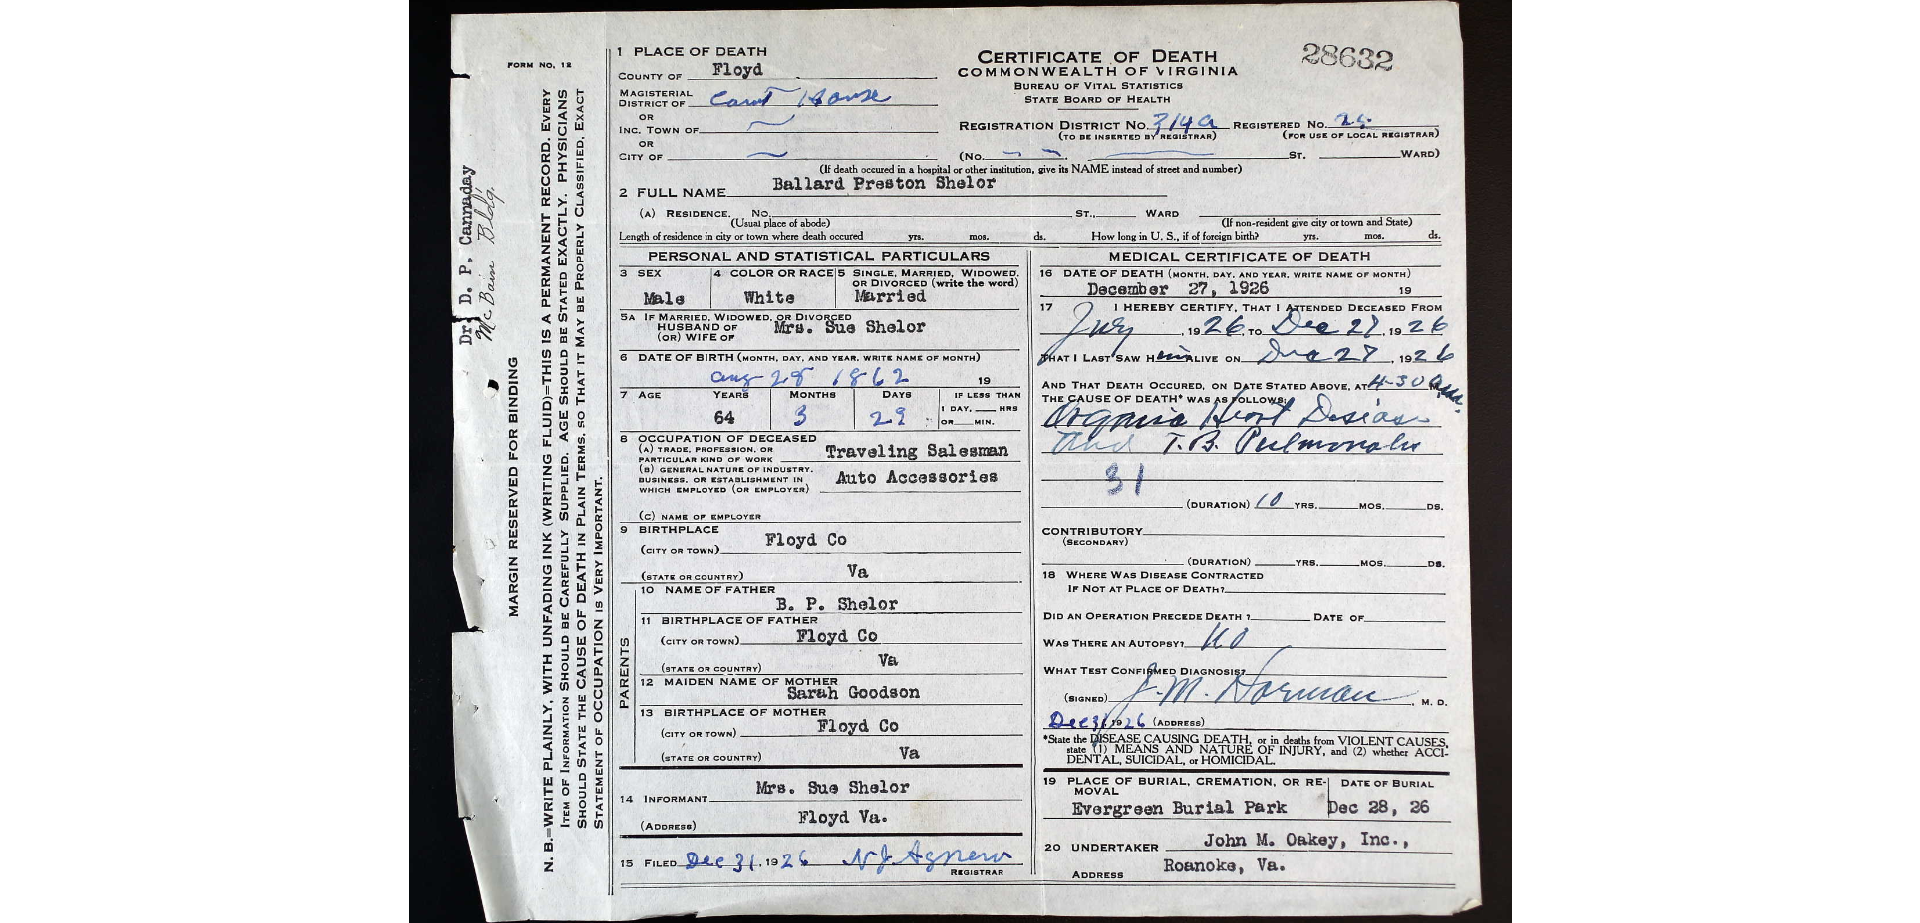 FORM NO. 12
MARGIN RESERVED FOR BINDING
N. B.—WRITE PLAINLY, WITH UNFADING INK (WRITING FLUID)—THIS IS A PERMANENT RECORD. EVERY
ITEM OF INFORMATION SHOULD BE CAREFULLY SUPPLIED. AGE SHOULD BE STATED EXACTLY. PHYSICIANS
SHOULD STATE THE CAUSE OF DEATH IN PLAIN TERMS, SO THAT IT MAY BE PROPERLY CLASSIFIED. EXACT
STATEMENT OF OCCUPATION IS VERY IMPORTANT.
Dr. D. P. Cannaday
McBain Bldg.
CERTIFICATE OF DEATH
COMMONWEALTH OF VIRGINIA
BUREAU OF VITAL STATISTICS
STATE BOARD OF HEALTH
28632
1 PLACE OF DEATH
COUNTY OF Floyd
MAGISTERIAL
DISTRICT OF Court House
OR
INC. TOWN OF
OR
CITY OF
REGISTRATION DISTRICT NO. 314a REGISTERED NO.
(TO BE INSERTED BY REGISTRAR) (FOR USE OF LOCAL REGISTRAR)
(No. ST. WARD)
(If death occured in a hospital or other institution, give its NAME instead of street and number)
2 FULL NAME Ballard Preston Shelor
(A) RESIDENCE. No. ST., WARD
(Usual place of abode) (If non-resident give city or town and State)
Length of residence in city or town where death occured yrs. mos. ds. How long in U. S., if of foreign birth? yrs. mos. ds.
PERSONAL AND STATISTICAL PARTICULARS
3 SEX 4 COLOR OR RACE 5 SINGLE, MARRIED, WIDOWED,
OR DIVORCED (write the word)
Male White Married
5A IF MARRIED, WIDOWED, OR DIVORCED
HUSBAND OF Mrs. Sue Shelor
(OR) WIFE OF
6 DATE OF BIRTH (MONTH, DAY, AND YEAR, WRITE NAME OF MONTH)
Aug 28 1862 19
7 AGE YEARS MONTHS DAYS IF LESS THAN
1 DAY, HRS
OR MIN.
64 3 29
8 OCCUPATION OF DECEASED
(A) TRADE, PROFESSION, OR
PARTICULAR KIND OF WORK Traveling Salesman
(B) GENERAL NATURE OF INDUSTRY,
BUSINESS, OR ESTABLISHMENT IN Auto Accessories
WHICH EMPLOYED (OR EMPLOYER)
(C) NAME OF EMPLOYER
9 BIRTHPLACE
(CITY OR TOWN) Floyd Co
(STATE OR COUNTRY) Va
PARENTS
10 NAME OF FATHER
B. P. Shelor
11 BIRTHPLACE OF FATHER
(CITY OR TOWN) Floyd Co
(STATE OR COUNTRY) Va
12 MAIDEN NAME OF MOTHER
Sarah Goodson
13 BIRTHPLACE OF MOTHER
(CITY OR TOWN) Floyd Co
(STATE OR COUNTRY) Va
14 INFORMANT Mrs. Sue Shelor
(ADDRESS) Floyd Va.
15 FILED Dec 31, 1926 N J Agnew
REGISTRAR
MEDICAL CERTIFICATE OF DEATH
16 DATE OF DEATH (MONTH, DAY, AND YEAR, WRITE NAME OF MONTH)
December 27, 1926 19
17 I HEREBY CERTIFY, THAT I ATTENDED DECEASED FROM
July, 1926, TO Dec 27, 1926
THAT I LAST SAW Him ALIVE ON Dec 27, 1926
AND THAT DEATH OCCURED, ON DATE STATED ABOVE, AT 4-30 am.
THE CAUSE OF DEATH* WAS AS FOLLOWS:
Organic Heart Desias
And T.B. Pulmonalis
31
(DURATION) 10 YRS. MOS. DS.
CONTRIBUTORY
(SECONDARY)
(DURATION) YRS. MOS. DS.
18 WHERE WAS DISEASE CONTRACTED
IF NOT AT PLACE OF DEATH?
DID AN OPERATION PRECEDE DEATH? DATE OF
WAS THERE AN AUTOPSY? No
WHAT TEST CONFIRMED DIAGNOSIS?
(SIGNED) J. M. Horman, M. D.
Dec 31, 1926 (ADDRESS)
*State the DISEASE CAUSING DEATH, or in deaths from VIOLENT CAUSES,
state (1) MEANS AND NATURE OF INJURY, and (2) whether ACCI-
DENTAL, SUICIDAL, or HOMICIDAL.
19 PLACE OF BURIAL, CREMATION, OR RE- DATE OF BURIAL
MOVAL
Evergreen Burial Park Dec 28, 26
20 UNDERTAKER John M. Oakey, Inc.,
ADDRESS Roanoke, Va.